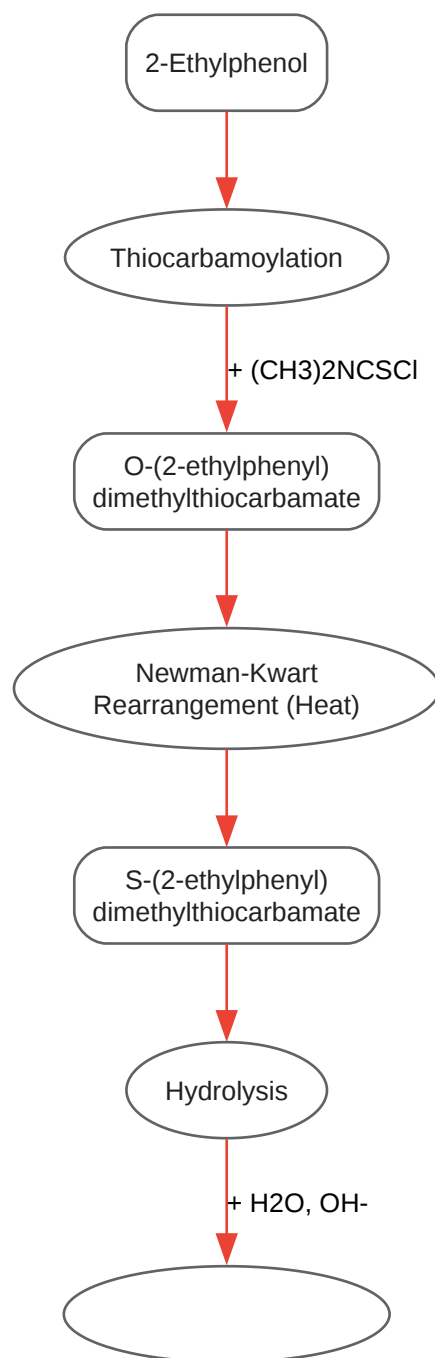 2-Ethylphenol
Thiocarbamoylation
+ (CH3)2NCSCl
O-(2-ethylphenyl)
dimethylthiocarbamate
Newman-Kwart
Rearrangement (Heat)
S-(2-ethylphenyl)
dimethylthiocarbamate
Hydrolysis
+ H2O, OH-